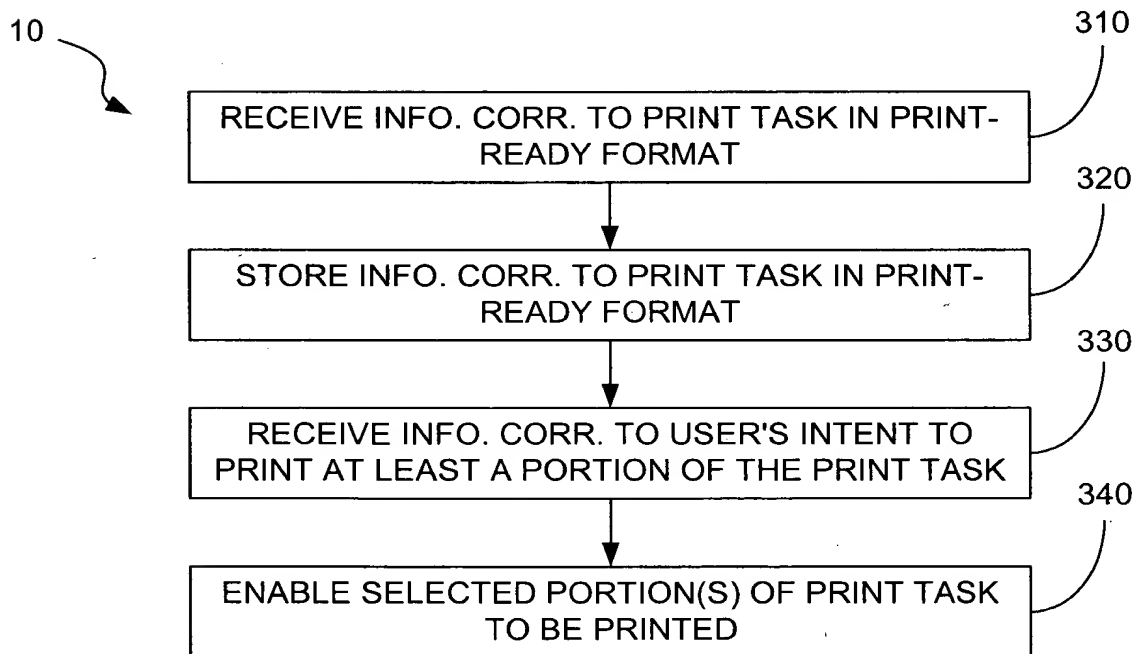 10
310
RECEIVE INFO. CORR. TO PRINT TASK IN PRINT-
READY FORMAT
320
STORE INFO. CORR. TO PRINT TASK IN PRINT-
READY FORMAT
330
RECEIVE INFO. CORR. TO USER'S INTENT TO
PRINT AT LEAST A PORTION OF THE PRINT TASK
340
ENABLE SELECTED PORTION(S) OF PRINT TASK
TO BE PRINTED